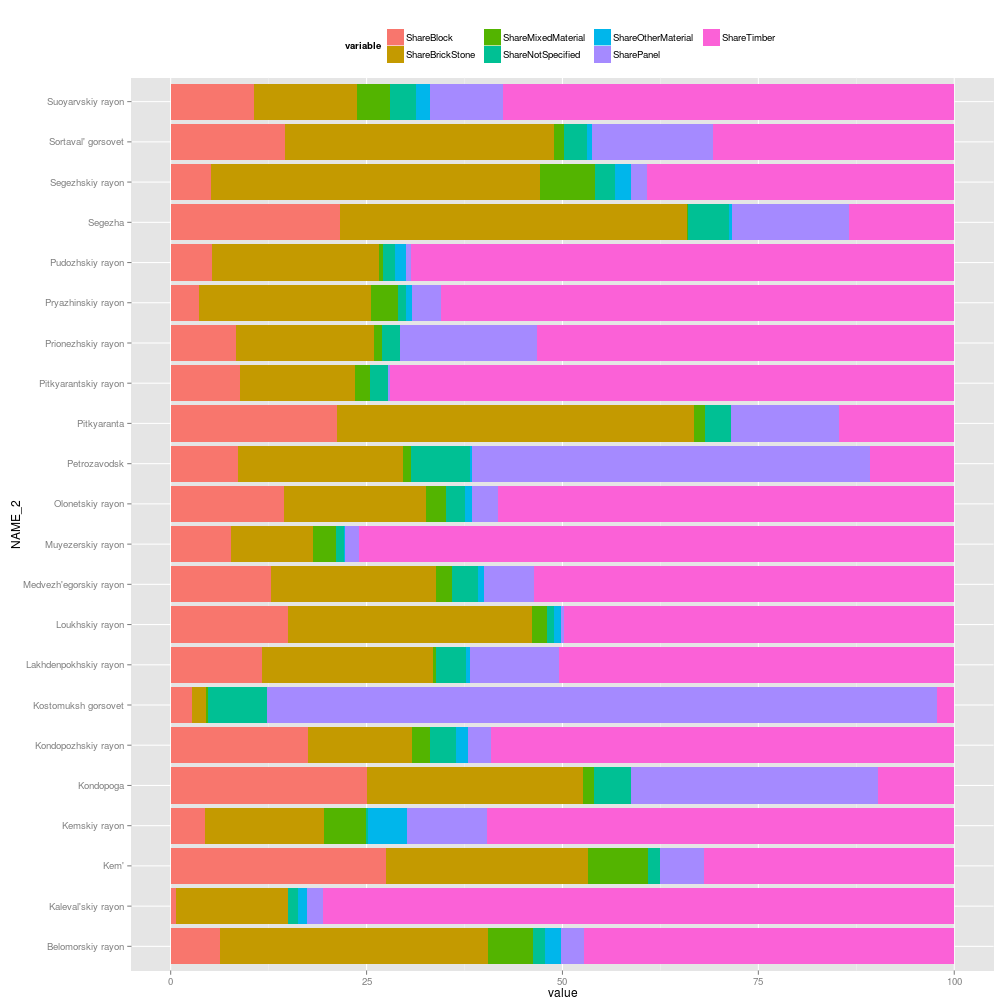 variable
ShareBlock ShareMixedMaterial ShareOtherMaterial ShareTimber
ShareBrickStone ShareNotSpecified SharePanel
NAME_2
Suoyarvskiy rayon
Sortaval' gorsovet
Segezhskiy rayon
Segezha
Pudozhskiy rayon
Pryazhinskiy rayon
Prionezhskiy rayon
Pitkyarantskiy rayon
Pitkyaranta
Petrozavodsk
Olonetskiy rayon
Muyezerskiy rayon
Medvezh'egorskiy rayon
Loukhskiy rayon
Lakhdenpokhskiy rayon
Kostomuksh gorsovet
Kondopozhskiy rayon
Kondopoga
Kemskiy rayon
Kem'
Kaleval'skiy rayon
Belomorskiy rayon
0 25 50 75 100
value